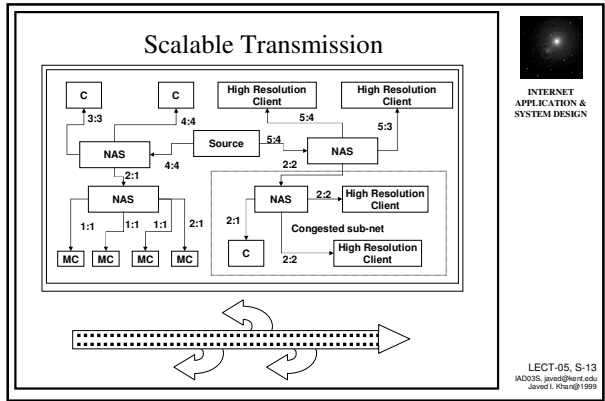 Scalable Transmission
INTERNET
APPLICATION &
SYSTEM DESIGN
C
C
High Resolution
Client
High Resolution
Client
3:3
4:4
5:4
5:3
NAS
4:4
Source
5:4
NAS
2:1
2:2
NAS
NAS
2:2
High Resolution
Client
1:1
1:1
1:1
2:1
2:1
Congested sub-net
MC
MC
MC
MC
C
2:2
High Resolution
Client
LECT-05, S-13
IAD03S, javed@kent.edu
Javed I. Khan@1999